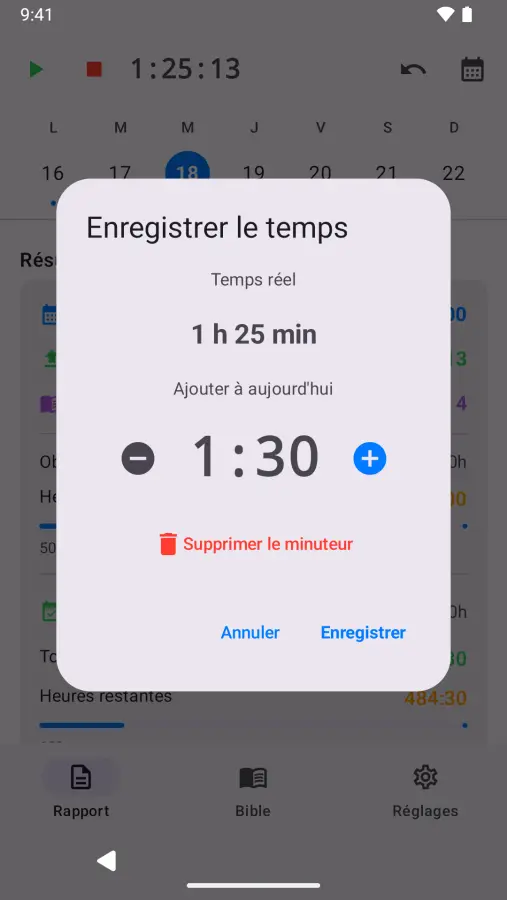 9:41
1:25:13
L M M J V S D
16 17 18 19 20 21 22
Enregistrer le temps
Temps réel
1 h 25 min
Ajouter à aujourd'hui
1:30
Supprimer le minuteur
Annuler Enregistrer
Heures restantes 484:30
Rapport Bible Réglages